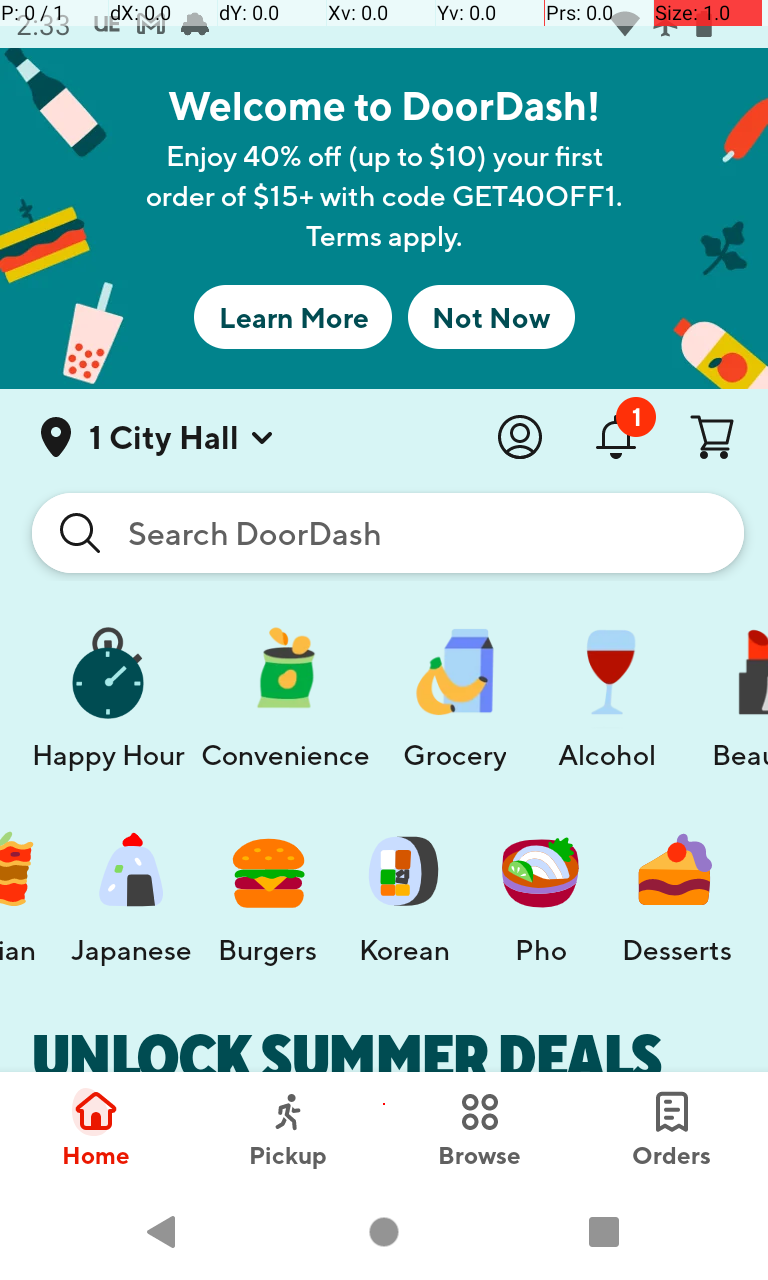 P: 0 / 1 dX: 0.0 dY: 0.0 Xv: 0.0 Yv: 0.0 Prs: 0.0 Size: 1.0
2:33 UE
Welcome to DoorDash!
Enjoy 40% off (up to $10) your first
order of $15+ with code GET40OFF1.
Terms apply.
Learn More Not Now
1 City Hall 1
Search DoorDash
Happy Hour Convenience Grocery Alcohol Beau
ian Japanese Burgers Korean Pho Desserts
UNLOCK SUMMER DEALS
Home Pickup Browse Orders